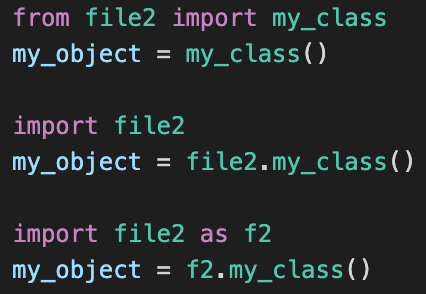 from file2 import my_class
my_object = my_class()
import file2
my_object = file2.my_class()
import file2 as f2
my_object = f2.my_class()